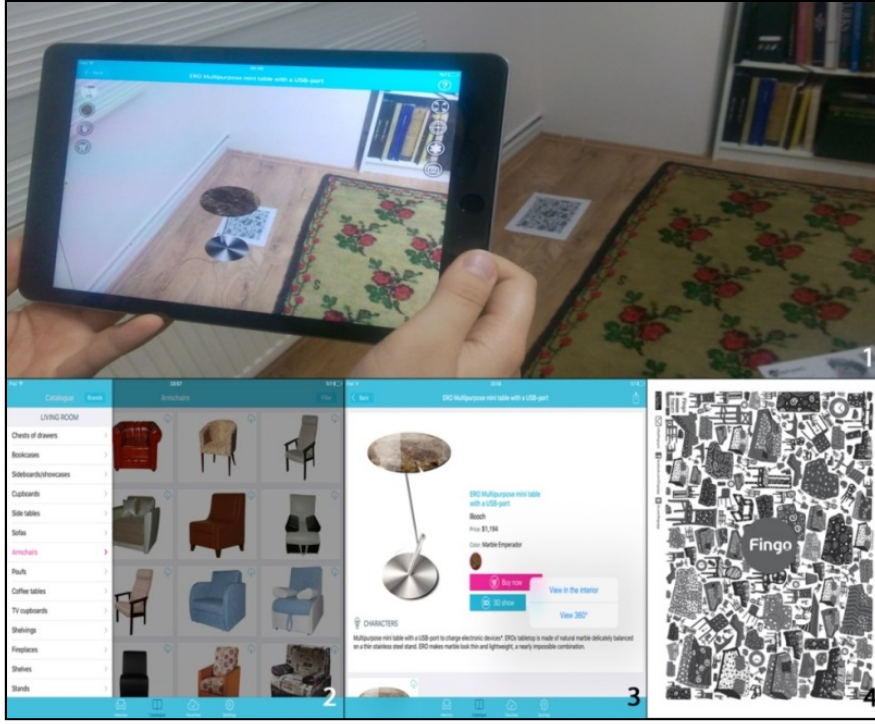 ERO Multipurpose mini table with a USB-port
1
Catalogue
Brands
Armchairs
Filter
LIVING ROOM
Chests of drawers
Bookcases
Sideboards/showcases
Cupboards
Side tables
Sofas
Armchairs
Poufs
Coffee tables
TV cupboards
Shelvings
Fireplaces
Shelves
Stands
Catalogue
2
Back
ERO Multipurpose mini table with a USB-port
ERO Multipurpose mini table
with a USB-port
Price: $1,194
Color: Marble Emperador
Buy now
3D show
View in the interior
View 360°
CHARACTERS
Multipurpose mini table with a USB-port to charge electronic devices*. EROs tabletop is made of natural marble delicately balanced
on a thin stainless steel stand. ERO makes marble look thin and lightweight, a nearly impossible combination.
3
Fingo
4